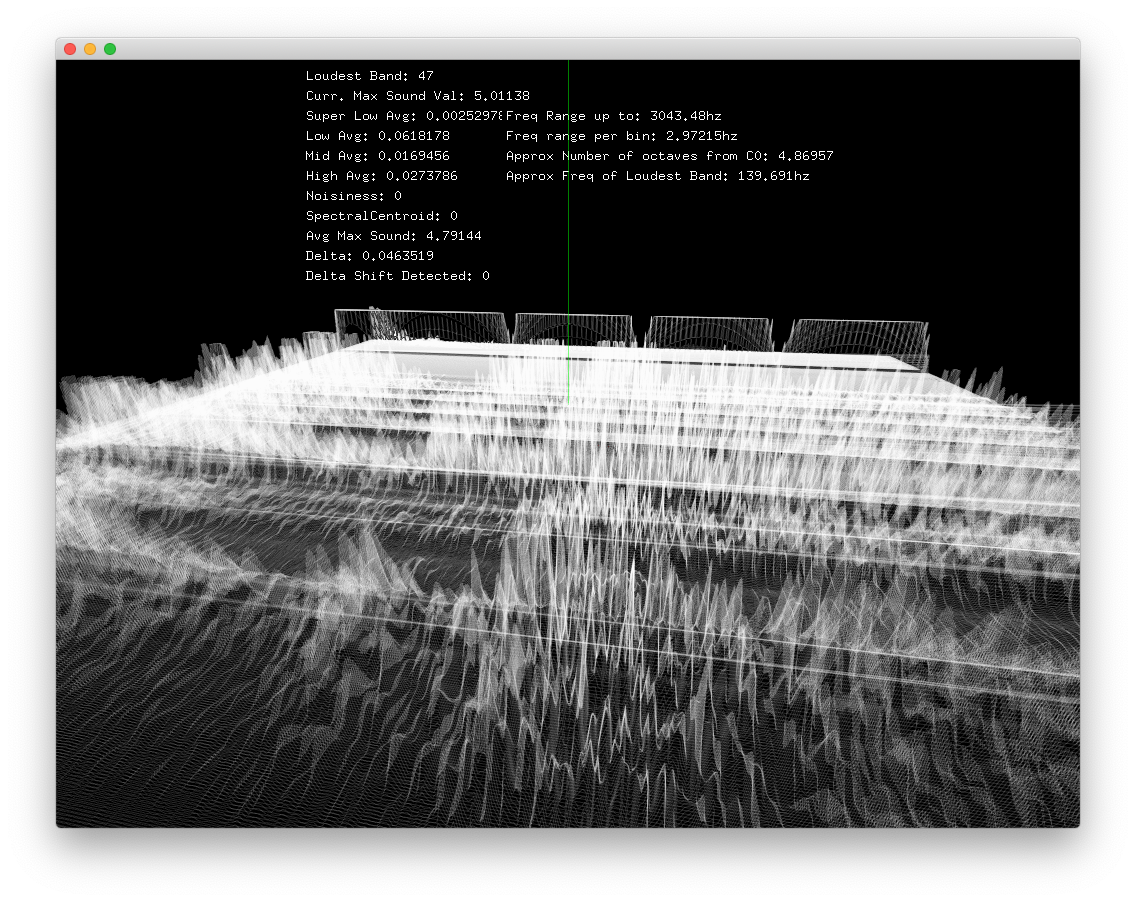 Loudest Band: 47
Curr. Max Sound Val: 5.01138
Super Low Avg: 0.00252978 Freq Range up to: 3043.48hz
Low Avg: 0.0618178 Freq range per bin: 2.97215hz
Mid Avg: 0.0169456 Approx Number of octaves from C0: 4.86957
High Avg: 0.0273786 Approx Freq of Loudest Band: 139.691hz
Noisiness: 0
SpectralCentroid: 0
Avg Max Sound: 4.79144
Delta: 0.0463519
Delta Shift Detected: 0